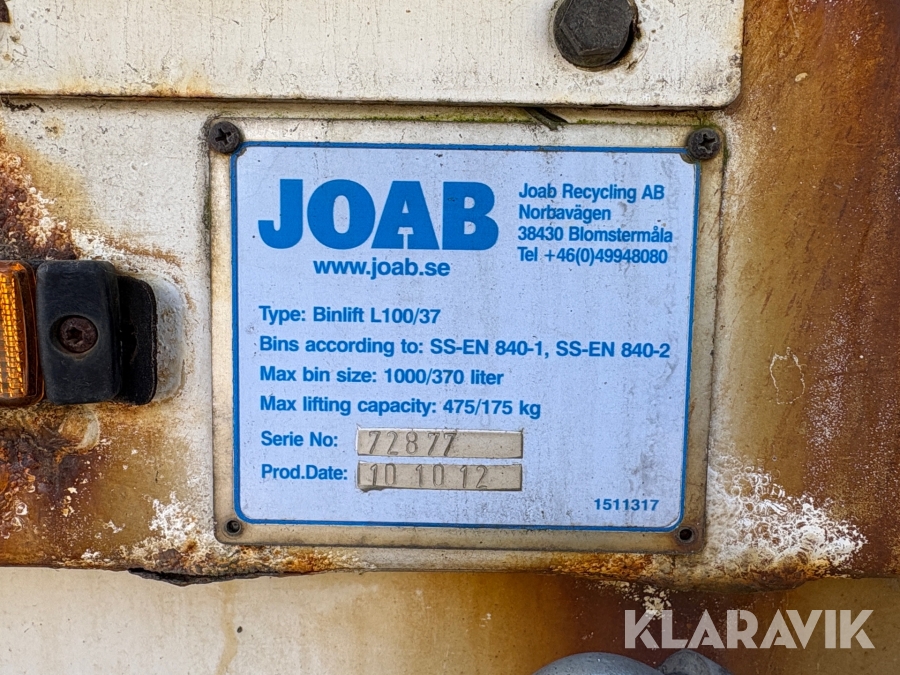 JOAB
www.joab.se
Joab Recycling AB
Norbavägen
38430 Blomstermåla
Tel +46(0)49948080
Type: Binlift L100/37
Bins according to: SS-EN 840-1, SS-EN 840-2
Max bin size: 1000/370 liter
Max lifting capacity: 475/175 kg
Serie No: 72877
Prod.Date: 10 10 12
1511317
KLARAVIK